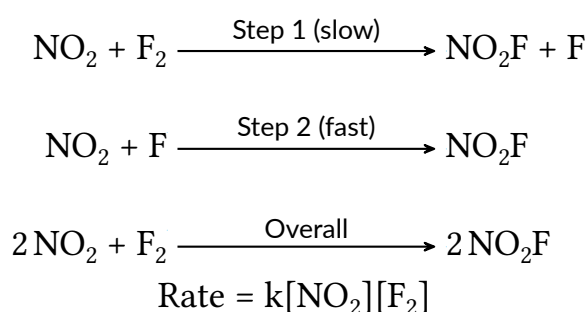 NO₂ + F₂ Step 1 (slow) NO₂F + F
NO₂ + F Step 2 (fast) NO₂F
2 NO₂ + F₂ Overall 2 NO₂F
Rate = k[NO₂][F₂]